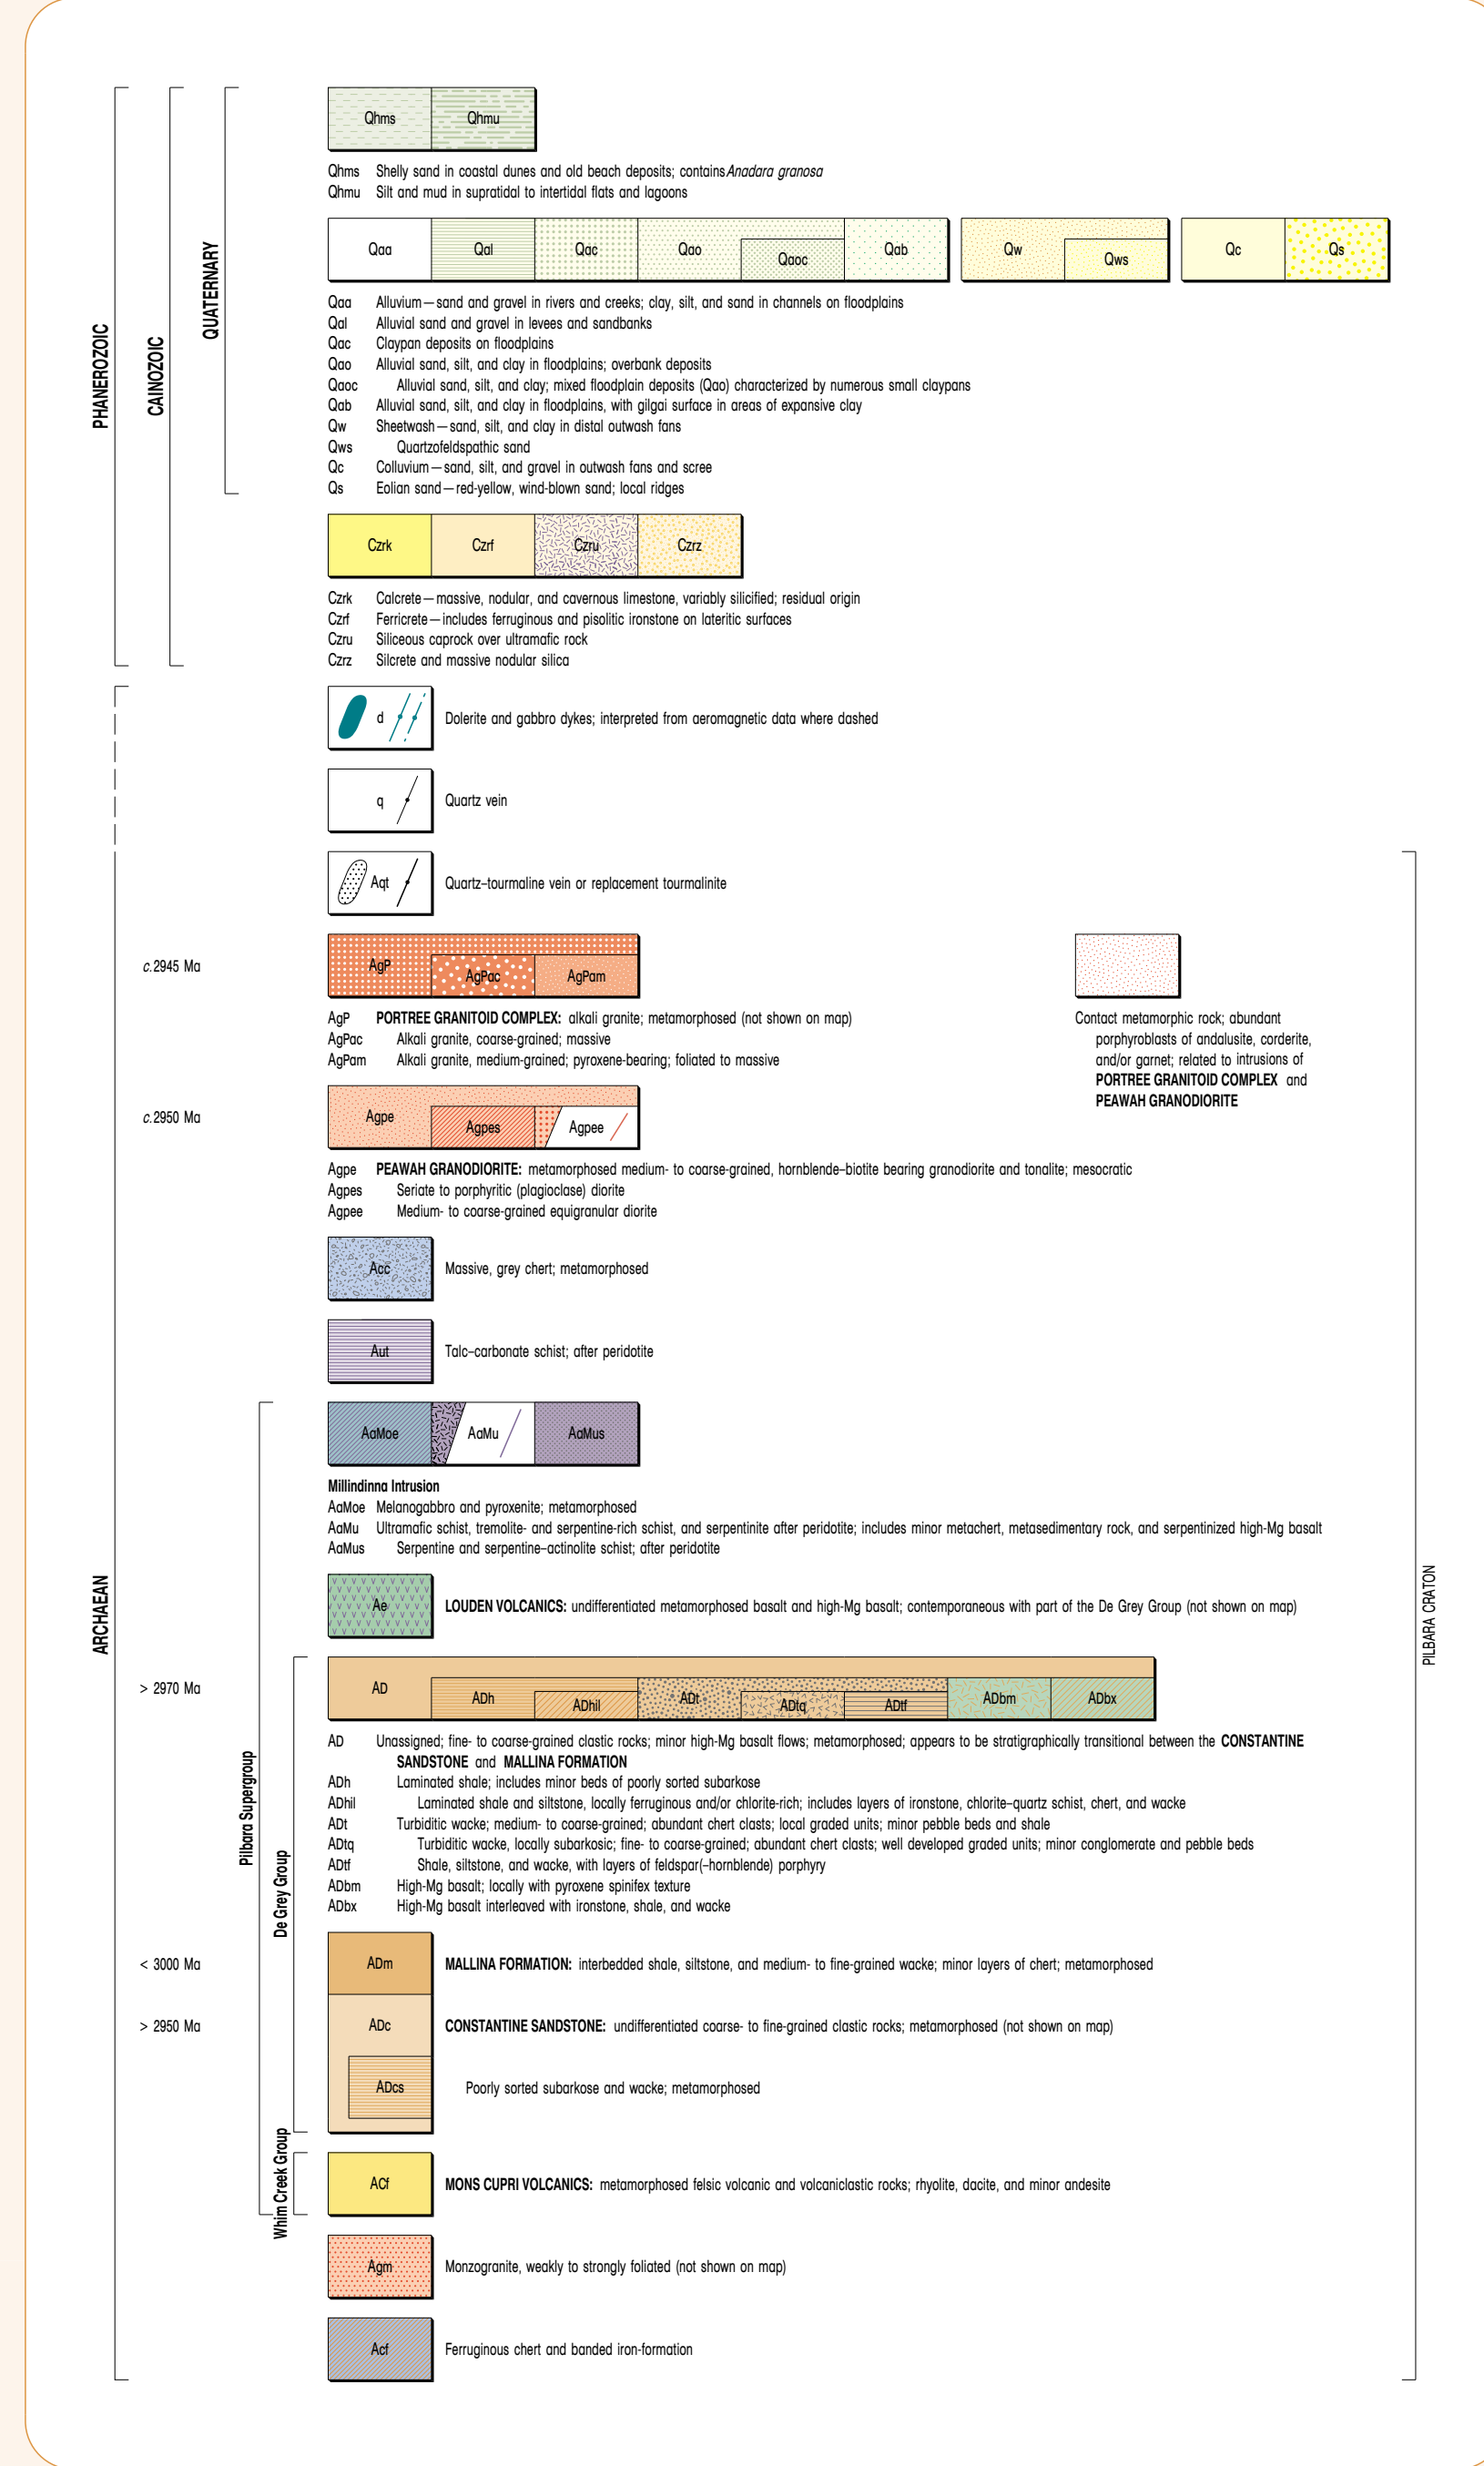 PHANEROZOIC
CAINOZOIC
QUATERNARY
Qhms Qhmu
Qhms Shelly sand in coastal dunes and old beach deposits; contains Anadara granosa
Qhmu Silt and mud in supratidal to intertidal flats and lagoons
Qaa Qal Qac Qao Qaoc Qab Qw Qws Qc Qs
Qaa Alluvium—sand and gravel in rivers and creeks; clay, silt, and sand in channels on floodplains
Qal Alluvial sand and gravel in levees and sandbanks
Qac Claypan deposits on floodplains
Qao Alluvial sand, silt, and clay in floodplains; overbank deposits
Qaoc Alluvial sand, silt, and clay; mixed floodplain deposits (Qao) characterized by numerous small claypans
Qab Alluvial sand, silt, and clay in floodplains, with gilgai surface in areas of expansive clay
Qw Sheetwash—sand, silt, and clay in distal outwash fans
Qws Quartzofeldspathic sand
Qc Colluvium—sand, silt, and gravel in outwash fans and scree
Qs Eolian sand—red-yellow, wind-blown sand; local ridges
Czrk Czrf Czru Czrz
Czrk Calcrete—massive, nodular, and cavernous limestone, variably silicified; residual origin
Czrf Ferricrete—includes ferruginous and pisolitic ironstone on lateritic surfaces
Czru Siliceous caprock over ultramafic rock
Czrz Silcrete and massive nodular silica
d Dolerite and gabbro dykes; interpreted from aeromagnetic data where dashed
q Quartz vein
Aqt Quartz–tourmaline vein or replacement tourmalinite
c. 2945 Ma
AgP AgPac AgPam
AgP PORTREE GRANITOID COMPLEX: alkali granite; metamorphosed (not shown on map)
AgPac Alkali granite, coarse-grained; massive
AgPam Alkali granite, medium-grained; pyroxene-bearing; foliated to massive
Contact metamorphic rock; abundant
porphyroblasts of andalusite, corderite,
and/or garnet; related to intrusions of
PORTREE GRANITOID COMPLEX and
PEAWAH GRANODIORITE
c. 2950 Ma
Agpe Agpes Agpee
Agpe PEAWAH GRANODIORITE: metamorphosed medium- to coarse-grained, hornblende–biotite bearing granodiorite and tonalite; mesocratic
Agpes Seriate to porphyritic (plagioclase) diorite
Agpee Medium- to coarse-grained equigranular diorite
Acc Massive, grey chert; metamorphosed
Aut Talc–carbonate schist; after peridotite
ARCHAEAN
PILBARA CRATON
Pilbara Supergroup
AaMoe AaMu AaMus
Millindinna Intrusion
AaMoe Melanogabbro and pyroxenite; metamorphosed
AaMu Ultramafic schist, tremolite- and serpentine-rich schist, and serpentinite after peridotite; includes minor metachert, metasedimentary rock, and serpentinized high-Mg basalt
AaMus Serpentine and serpentine–actinolite schist; after peridotite
Ae LOUDEN VOLCANICS: undifferentiated metamorphosed basalt and high-Mg basalt; contemporaneous with part of the De Grey Group (not shown on map)
De Grey Group
> 2970 Ma
AD ADh ADhil ADt ADtq ADtf ADbm ADbx
AD Unassigned; fine- to coarse-grained clastic rocks; minor high-Mg basalt flows; metamorphosed; appears to be stratigraphically transitional between the CONSTANTINE
SANDSTONE and MALLINA FORMATION
ADh Laminated shale; includes minor beds of poorly sorted subarkose
ADhil Laminated shale and siltstone, locally ferruginous and/or chlorite-rich; includes layers of ironstone, chlorite–quartz schist, chert, and wacke
ADt Turbiditic wacke; medium- to coarse-grained; abundant chert clasts; local graded units; minor pebble beds and shale
ADtq Turbiditic wacke, locally subarkosic; fine- to coarse-grained; abundant chert clasts; well developed graded units; minor conglomerate and pebble beds
ADtf Shale, siltstone, and wacke, with layers of feldspar(–hornblende) porphyry
ADbm High-Mg basalt; locally with pyroxene spinifex texture
ADbx High-Mg basalt interleaved with ironstone, shale, and wacke
< 3000 Ma
ADm MALLINA FORMATION: interbedded shale, siltstone, and medium- to fine-grained wacke; minor layers of chert; metamorphosed
> 2950 Ma
ADc CONSTANTINE SANDSTONE: undifferentiated coarse- to fine-grained clastic rocks; metamorphosed (not shown on map)
ADcs Poorly sorted subarkose and wacke; metamorphosed
Whim Creek Group
ACf MONS CUPRI VOLCANICS: metamorphosed felsic volcanic and volcaniclastic rocks; rhyolite, dacite, and minor andesite
Agm Monzogranite, weakly to strongly foliated (not shown on map)
Acf Ferruginous chert and banded iron-formation